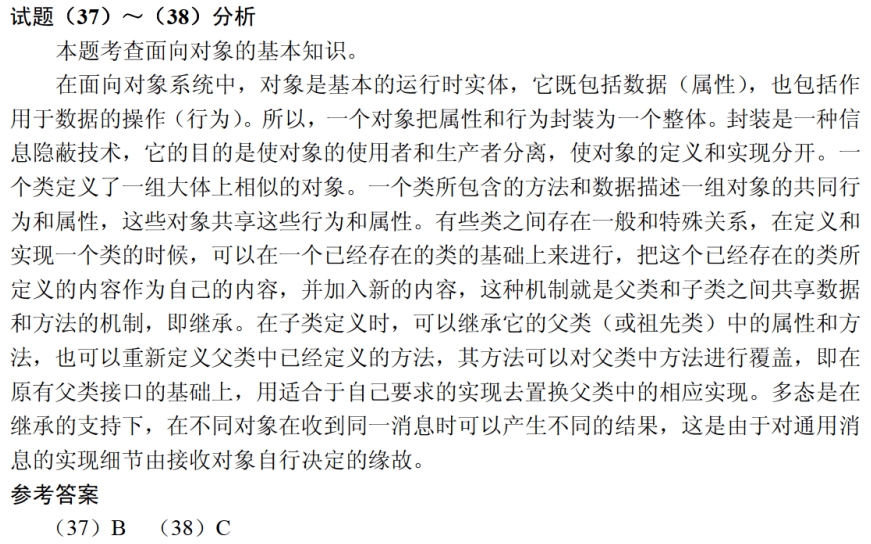 试题（37）～（38）分析
本题考查面向对象的基本知识。
在面向对象系统中，对象是基本的运行时实体，它既包括数据（属性），也包括作
用于数据的操作（行为）。所以，一个对象把属性和行为封装为一个整体。封装是一种信
息隐蔽技术，它的目的是使对象的使用者和生产者分离，使对象的定义和实现分开。一
个类定义了一组大体上相似的对象。一个类所包含的方法和数据描述一组对象的共同行
为和属性，这些对象共享这些行为和属性。有些类之间存在一般和特殊关系，在定义和
实现一个类的时候，可以在一个已经存在的类的基础上来进行，把这个已经存在的类所
定义的内容作为自己的内容，并加入新的内容，这种机制就是父类和子类之间共享数据
和方法的机制，即继承。在子类定义时，可以继承它的父类（或祖先类）中的属性和方
法，也可以重新定义父类中已经定义的方法，其方法可以对父类中方法进行覆盖，即在
原有父类接口的基础上，用适合于自己要求的实现去置换父类中的相应实现。多态是在
继承的支持下，在不同对象在收到同一消息时可以产生不同的结果，这是由于对通用消
息的实现细节由接收对象自行决定的缘故。
参考答案
（37）B （38）C